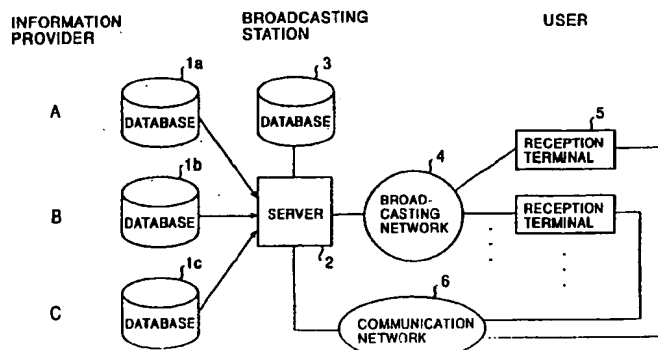 INFORMATION
PROVIDER
BROADCASTING
STATION
USER
A
1a
DATABASE
3
DATABASE
5
RECEPTION
TERMINAL
B
1b
DATABASE
SERVER
2
4
BROAD-
CASTING
NETWORK
RECEPTION
TERMINAL
C
1c
DATABASE
6
COMMUNICATION
NETWORK